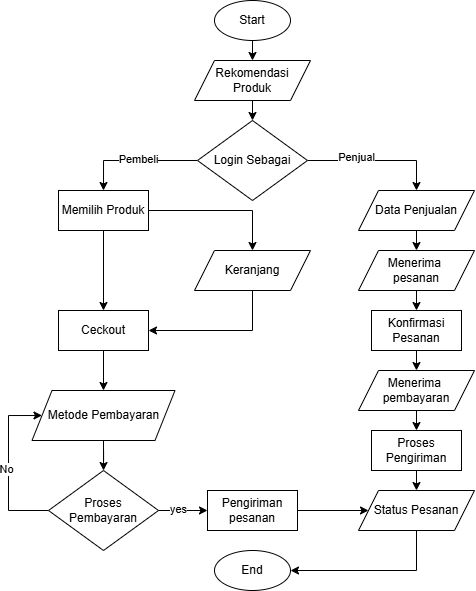 Start
Rekomendasi
Produk
Login Sebagai
Pembeli
Penjual
Memilih Produk
Data Penjualan
Keranjang
Menerima
pesanan
Ceckout
Konfirmasi
Pesanan
Metode Pembayaran
Menerima
pembayaran
No
Proses
Pengiriman
Proses
Pembayaran
yes
Pengiriman
pesanan
Status Pesanan
End